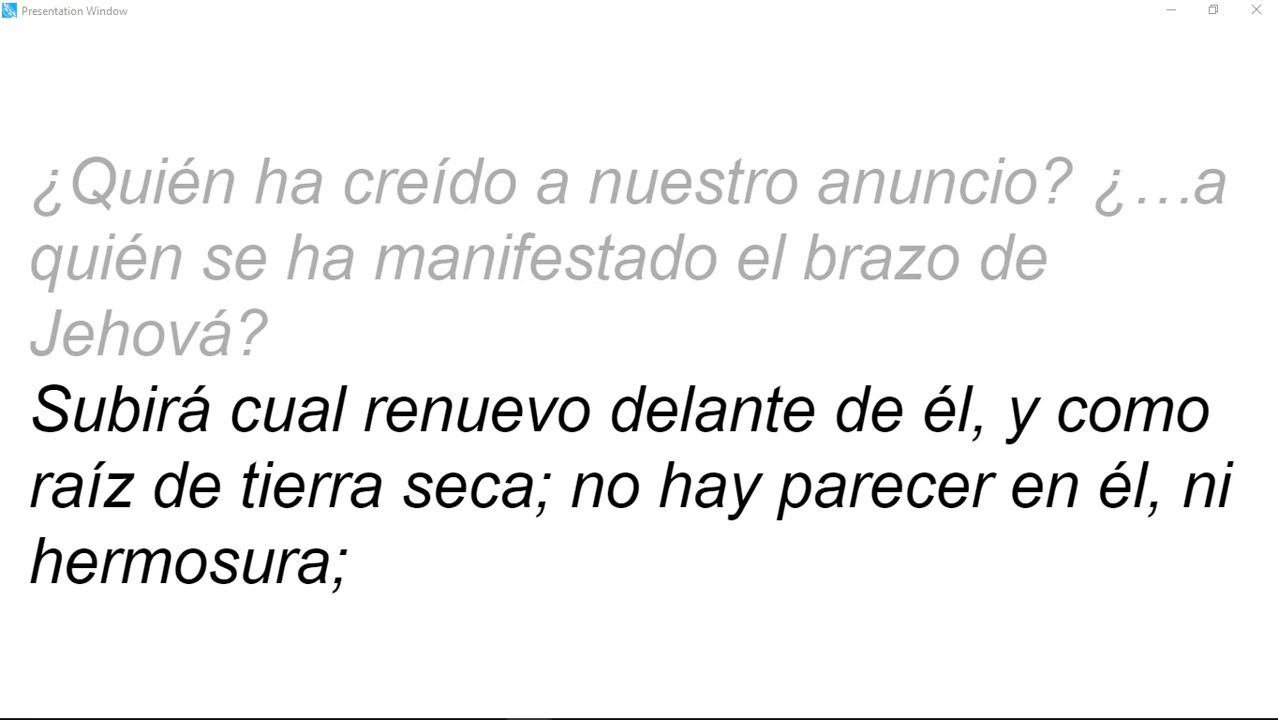 Presentation Window
¿Quién ha creído a nuestro anuncio? ¿…a
quién se ha manifestado el brazo de
Jehová?
Subirá cual renuevo delante de él, y como
raíz de tierra seca; no hay parecer en él, ni
hermosura;